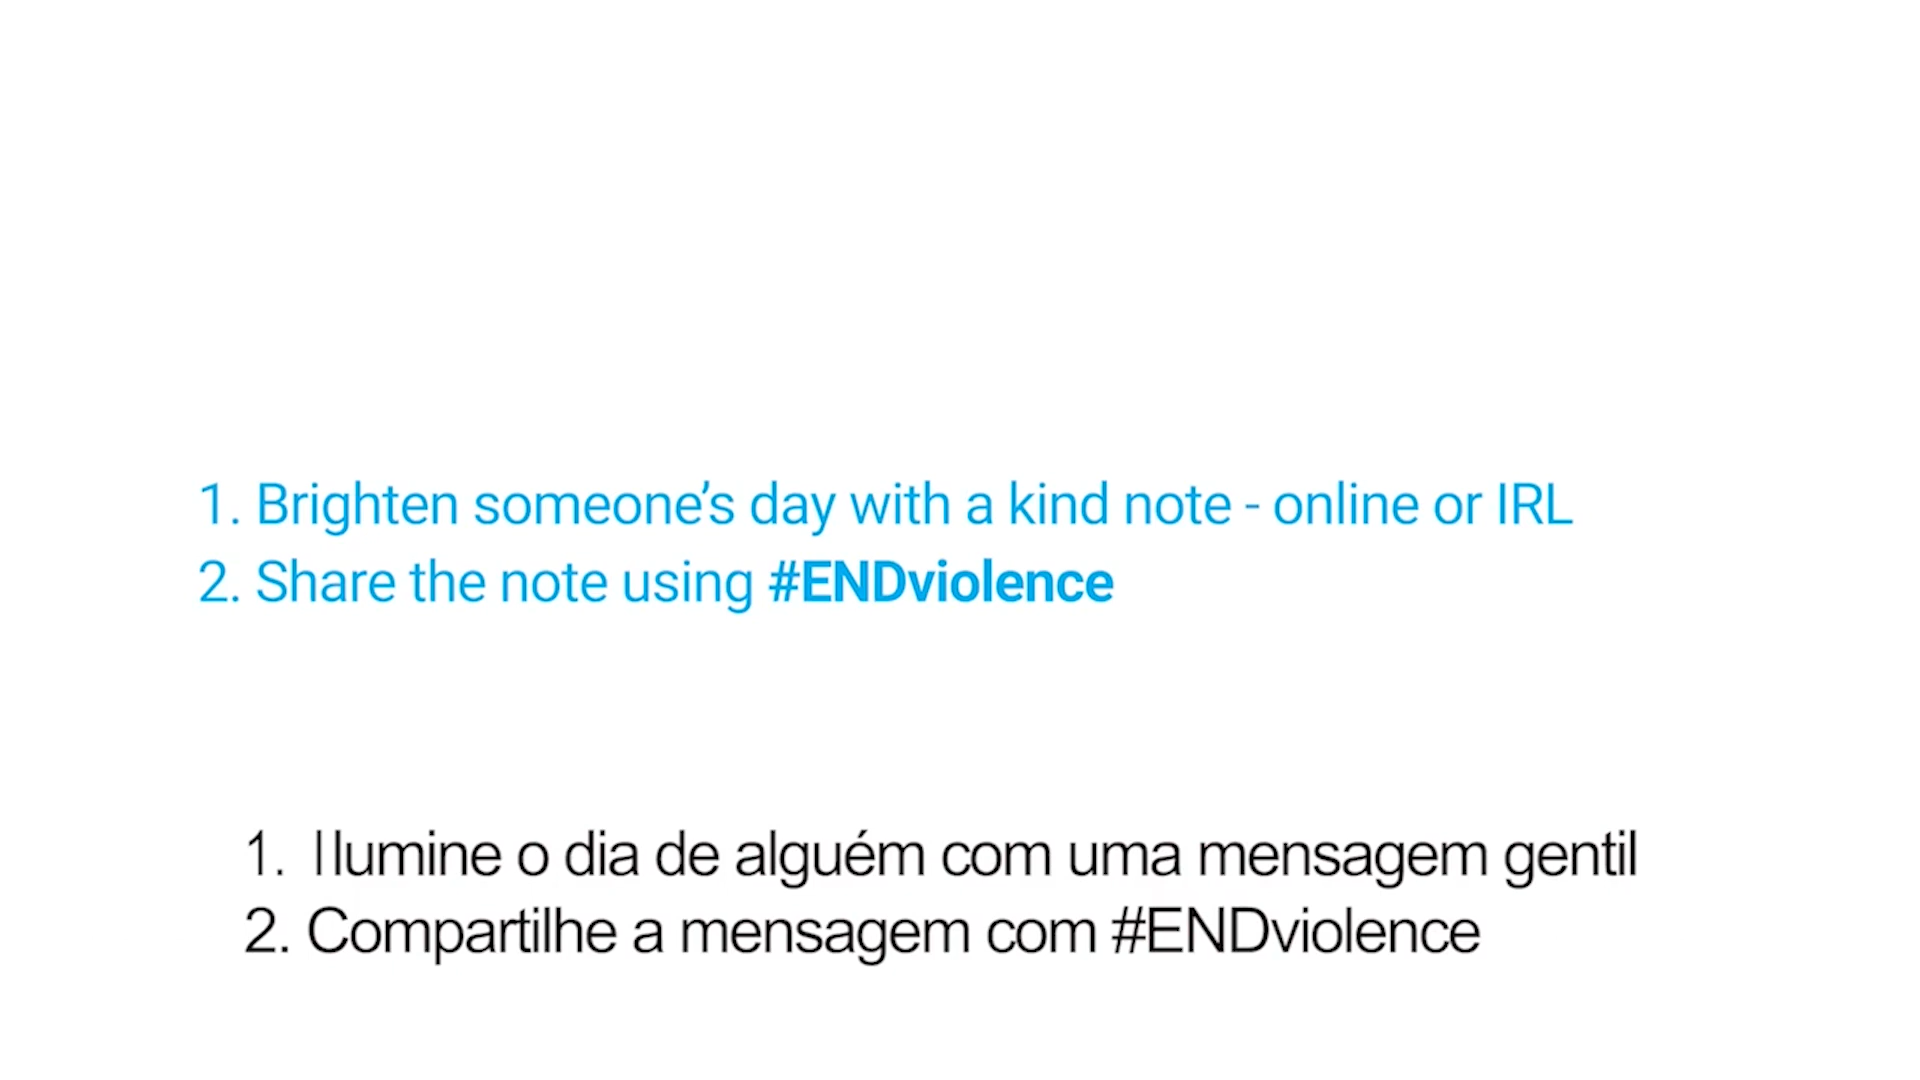 1. Brighten someone’s day with a kind note - online or IRL
2. Share the note using #ENDviolence
1. Ilumine o dia de alguém com uma mensagem gentil
2. Compartilhe a mensagem com #ENDviolence